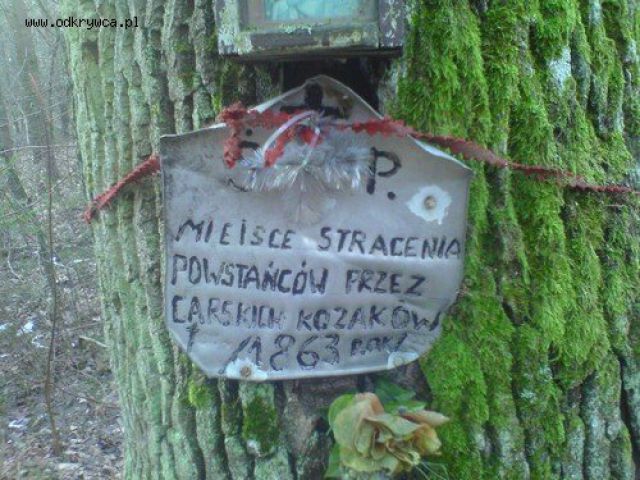 www.odkrywca.pl
Ś. P.
MIEJSCE STRACENIA
POWSTAŃCÓW PRZEZ
CARSKICH KOZAKÓW
1863 ROKU